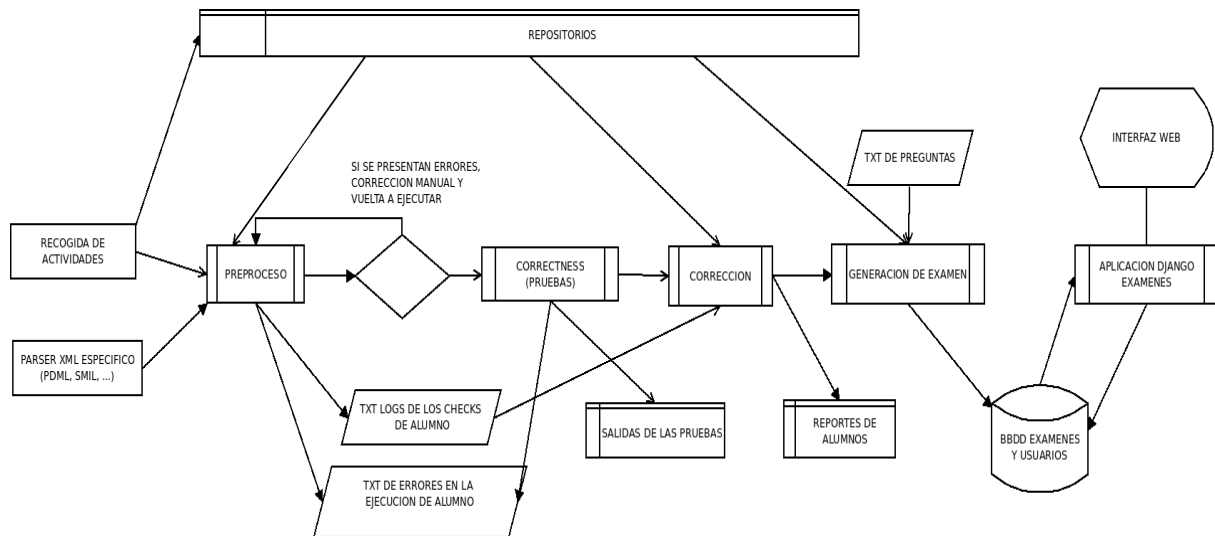 REPOSITORIOS
INTERFAZ WEB
TXT DE PREGUNTAS
SI SE PRESENTAN ERRORES,
CORRECCION MANUAL Y
VUELTA A EJECUTAR
RECOGIDA DE
ACTIVIDADES
PREPROCESO
CORRECTNESS
(PRUEBAS)
CORRECCION
GENERACION DE EXAMEN
APLICACION DJANGO
EXAMENES
PARSER XML ESPECIFICO
(PDML, SMIL, ...)
TXT LOGS DE LOS CHECKS
DE ALUMNO
SALIDAS DE LAS PRUEBAS
REPORTES DE
ALUMNOS
BBDD EXAMENES
Y USUARIOS
TXT DE ERRORES EN LA
EJECUCION DE ALUMNO